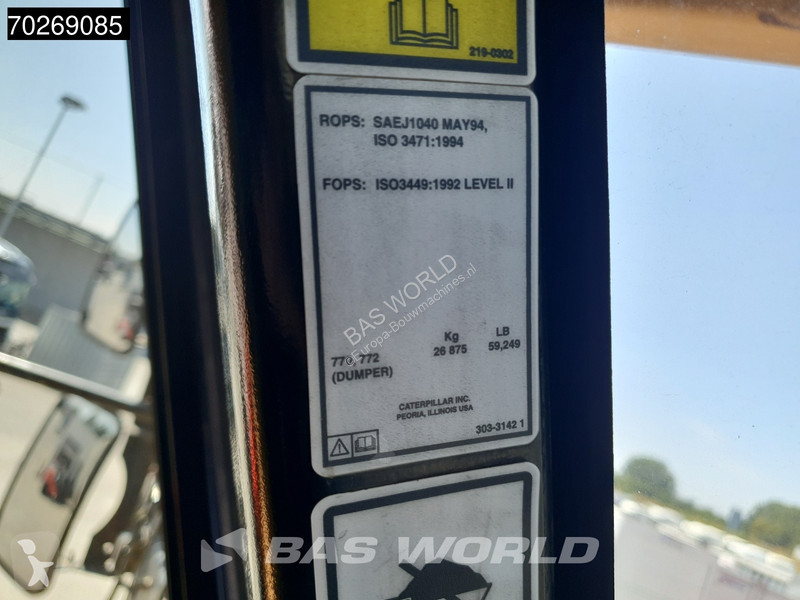 70269085
219-0302
ROPS: SAEJ1040 MAY94,
ISO 3471:1994
FOPS: ISO3449:1992 LEVEL II
BAS WORLD
Europa-Bouwmachines.nl
Kg LB
770, 772 26 875 59,249
(DUMPER)
CATERPILLAR INC.
PEORIA, ILLINOIS USA
303-3142 1
BAS WORLD